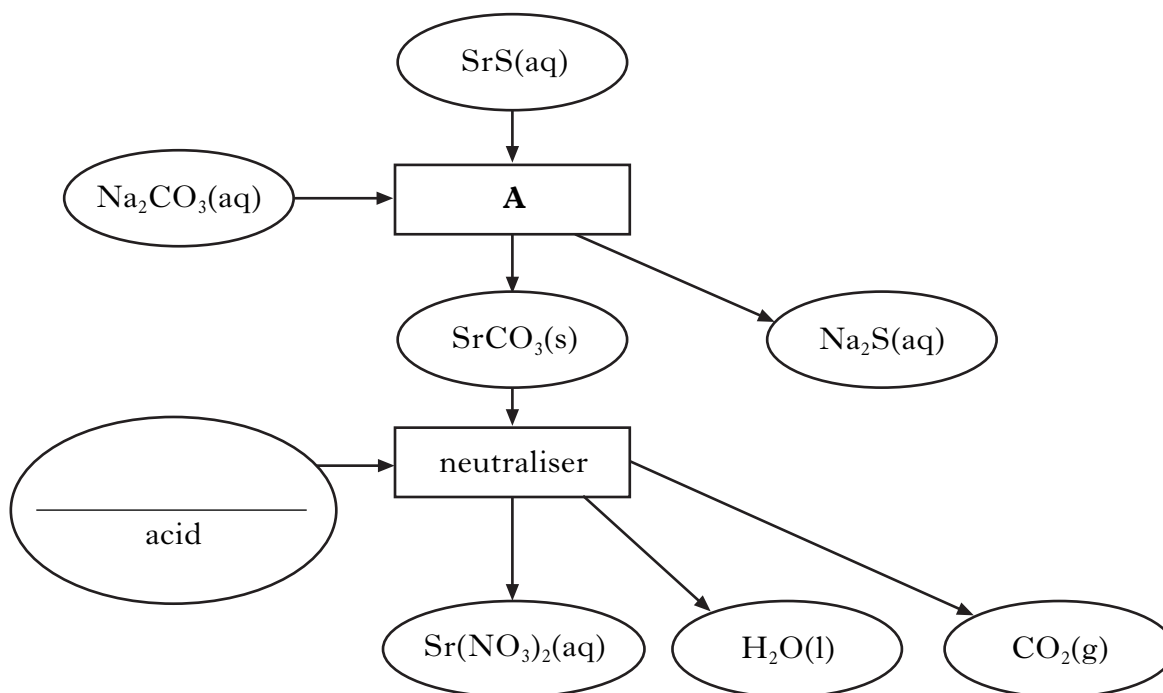 SrS(aq)
Na₂CO₃(aq)
A
SrCO₃(s)
Na₂S(aq)
neutraliser
acid
Sr(NO₃)₂(aq)
H₂O(l)
CO₂(g)